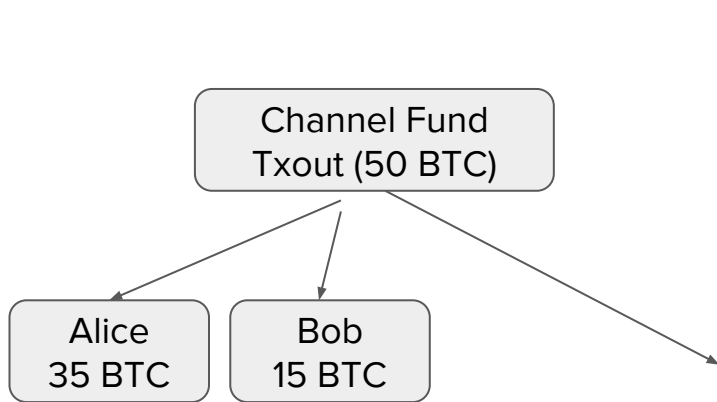 Channel Fund
Txout (50 BTC)
Alice
35 BTC
Bob
15 BTC